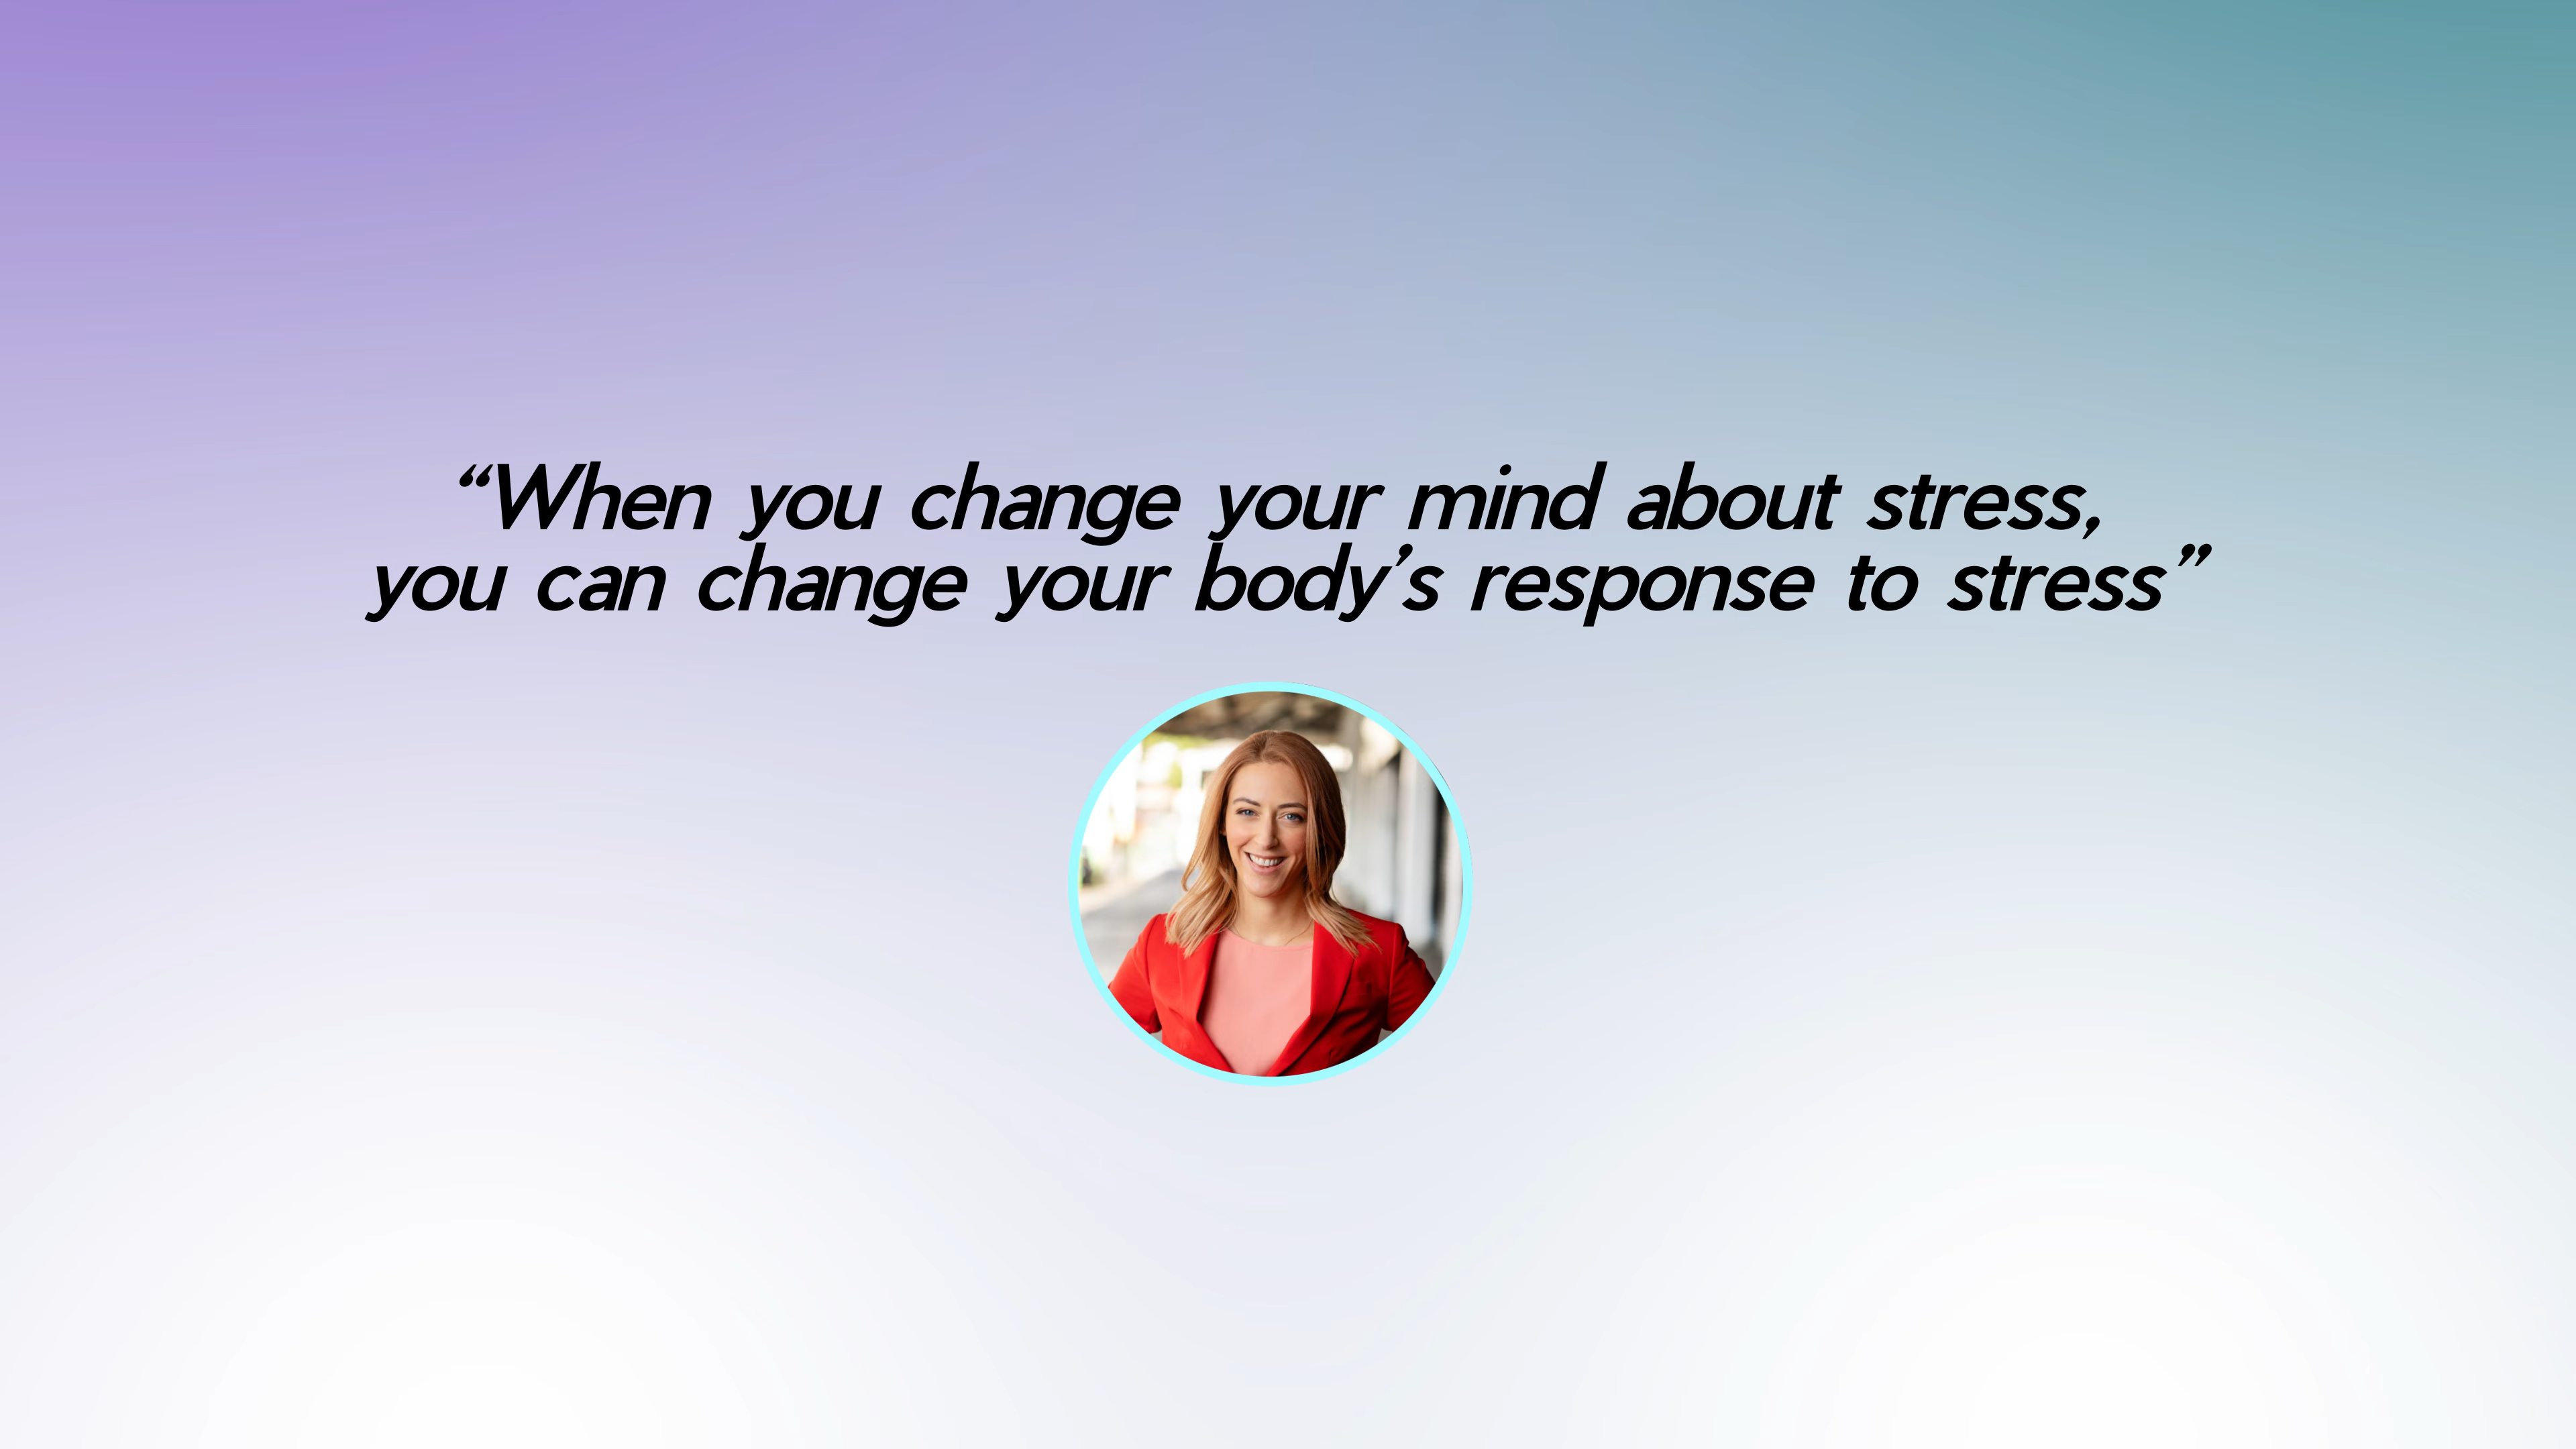 “When you change your mind about stress,
you can change your body’s response to stress”